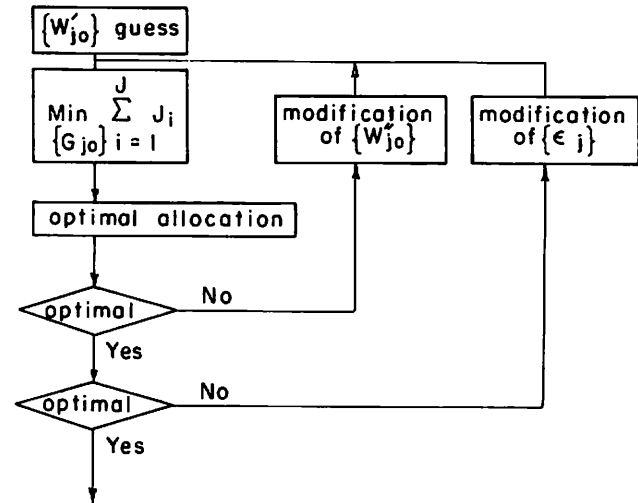 {W'jo} guess
J
Min Σ Ji
{Gjo} i = 1
modification
of {W"jo}
modification
of {ϵ j}
optimal allocation
optimal
No
Yes
optimal
No
Yes